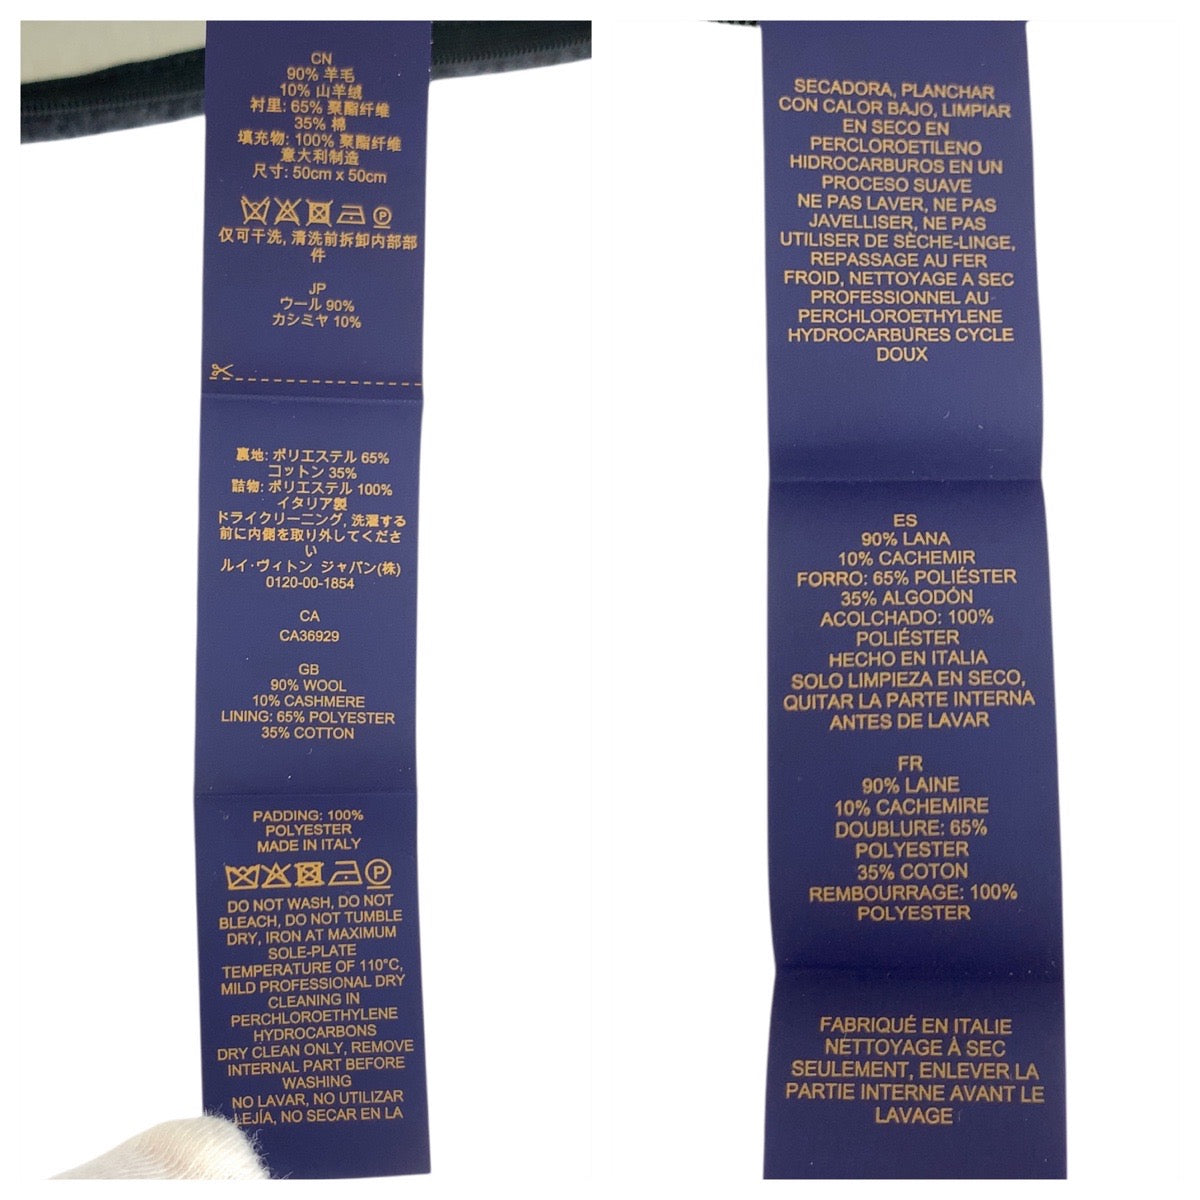 CN
90% 羊毛
10% 山羊绒
衬里: 65% 聚酯纤维
35% 棉
填充物: 100% 聚酯纤维
意大利制造
尺寸: 50cm x 50cm
P
仅可干洗, 清洗前拆卸内部部
件
JP
ウール 90%
カシミヤ 10%
裏地: ポリエステル 65%
コットン 35%
詰物: ポリエステル 100%
イタリア製
ドライクリーニング, 洗濯する
前に内側を取り外してくださ
い
ルイ·ヴィトン ジャパン(株)
0120-00-1854
CA
CA36929
GB
90% WOOL
10% CASHMERE
LINING: 65% POLYESTER
35% COTTON
PADDING: 100%
POLYESTER
MADE IN ITALY
P
DO NOT WASH, DO NOT
BLEACH, DO NOT TUMBLE
DRY, IRON AT MAXIMUM
SOLE-PLATE
TEMPERATURE OF 110°C,
MILD PROFESSIONAL DRY
CLEANING IN
PERCHLOROETHYLENE
HYDROCARBONS
DRY CLEAN ONLY, REMOVE
INTERNAL PART BEFORE
WASHING
NO LAVAR, NO UTILIZAR
LEJÍA, NO SECAR EN LA
SECADORA, PLANCHAR
CON CALOR BAJO, LIMPIAR
EN SECO EN
PERCLOROETILENO
HIDROCARBUROS EN UN
PROCESO SUAVE
NE PAS LAVER, NE PAS
JAVELLISER, NE PAS
UTILISER DE SÈCHE-LINGE,
REPASSAGE AU FER
FROID, NETTOYAGE A SEC
PROFESSIONNEL AU
PERCHLOROETHYLENE
HYDROCARBURES CYCLE
DOUX
ES
90% LANA
10% CACHEMIR
FORRO: 65% POLIÉSTER
35% ALGODÓN
ACOLCHADO: 100%
POLIÉSTER
HECHO EN ITALIA
SOLO LIMPIEZA EN SECO,
QUITAR LA PARTE INTERNA
ANTES DE LAVAR
FR
90% LAINE
10% CACHEMIRE
DOUBLURE: 65%
POLYESTER
35% COTON
REMBOURRAGE: 100%
POLYESTER
FABRIQUÉ EN ITALIE
NETTOYAGE À SEC
SEULEMENT, ENLEVER LA
PARTIE INTERNE AVANT LE
LAVAGE